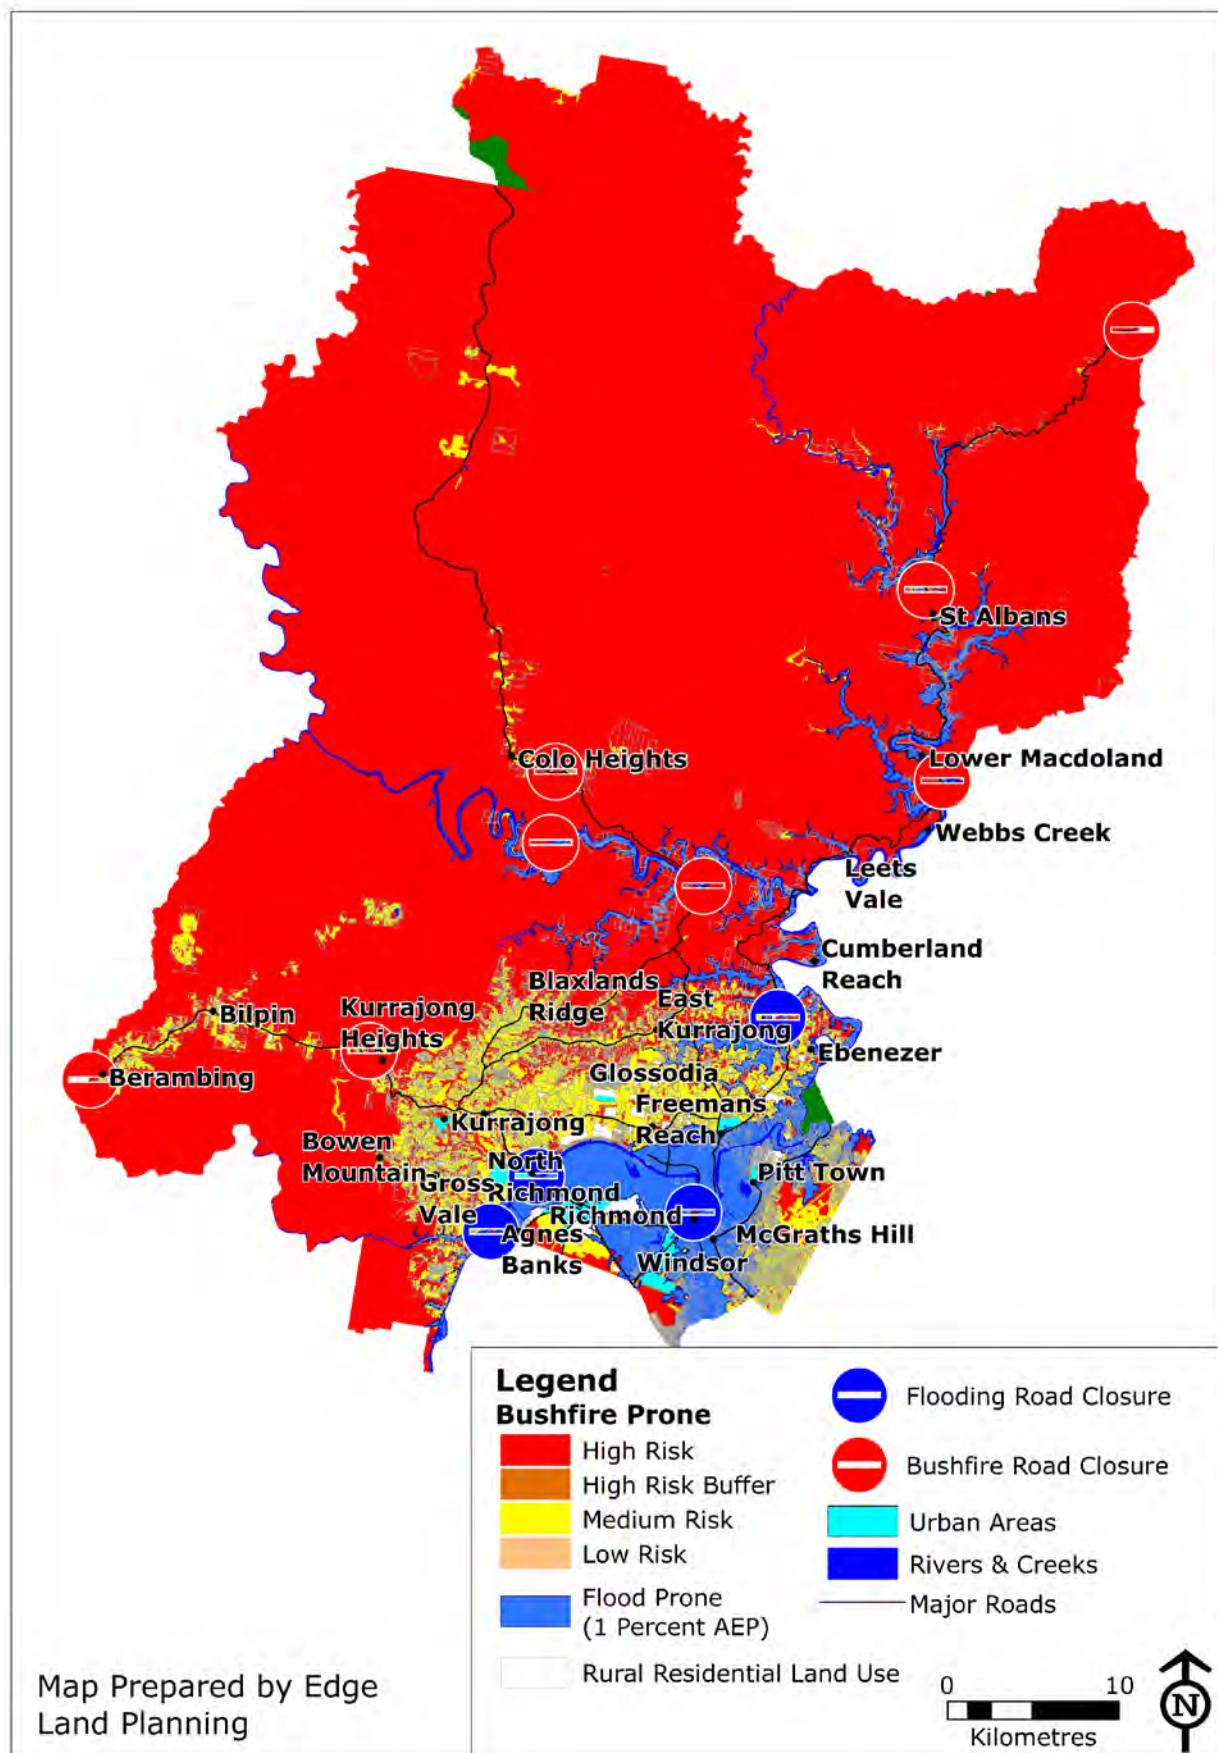 St Albans
Colo Heights
Lower Macdoland
Webbs Creek
Leets
Vale
Cumberland
Reach
Blaxlands
Ridge
East
Kurrajong
Bilpin
Kurrajong
Heights
Ebenezer
Berambing
Glossodia
Freemans
Reach
Kurrajong
Bowen
Mountain
North
Richmond
Pitt Town
Gross
Vale
Richmond
Agnes
Banks
McGraths Hill
Windsor
Legend
Bushfire Prone
High Risk
High Risk Buffer
Medium Risk
Low Risk
Flood Prone
(1 Percent AEP)
Rural Residential Land Use
Flooding Road Closure
Bushfire Road Closure
Urban Areas
Rivers & Creeks
Major Roads
0 10
Kilometres
N
Map Prepared by Edge
Land Planning